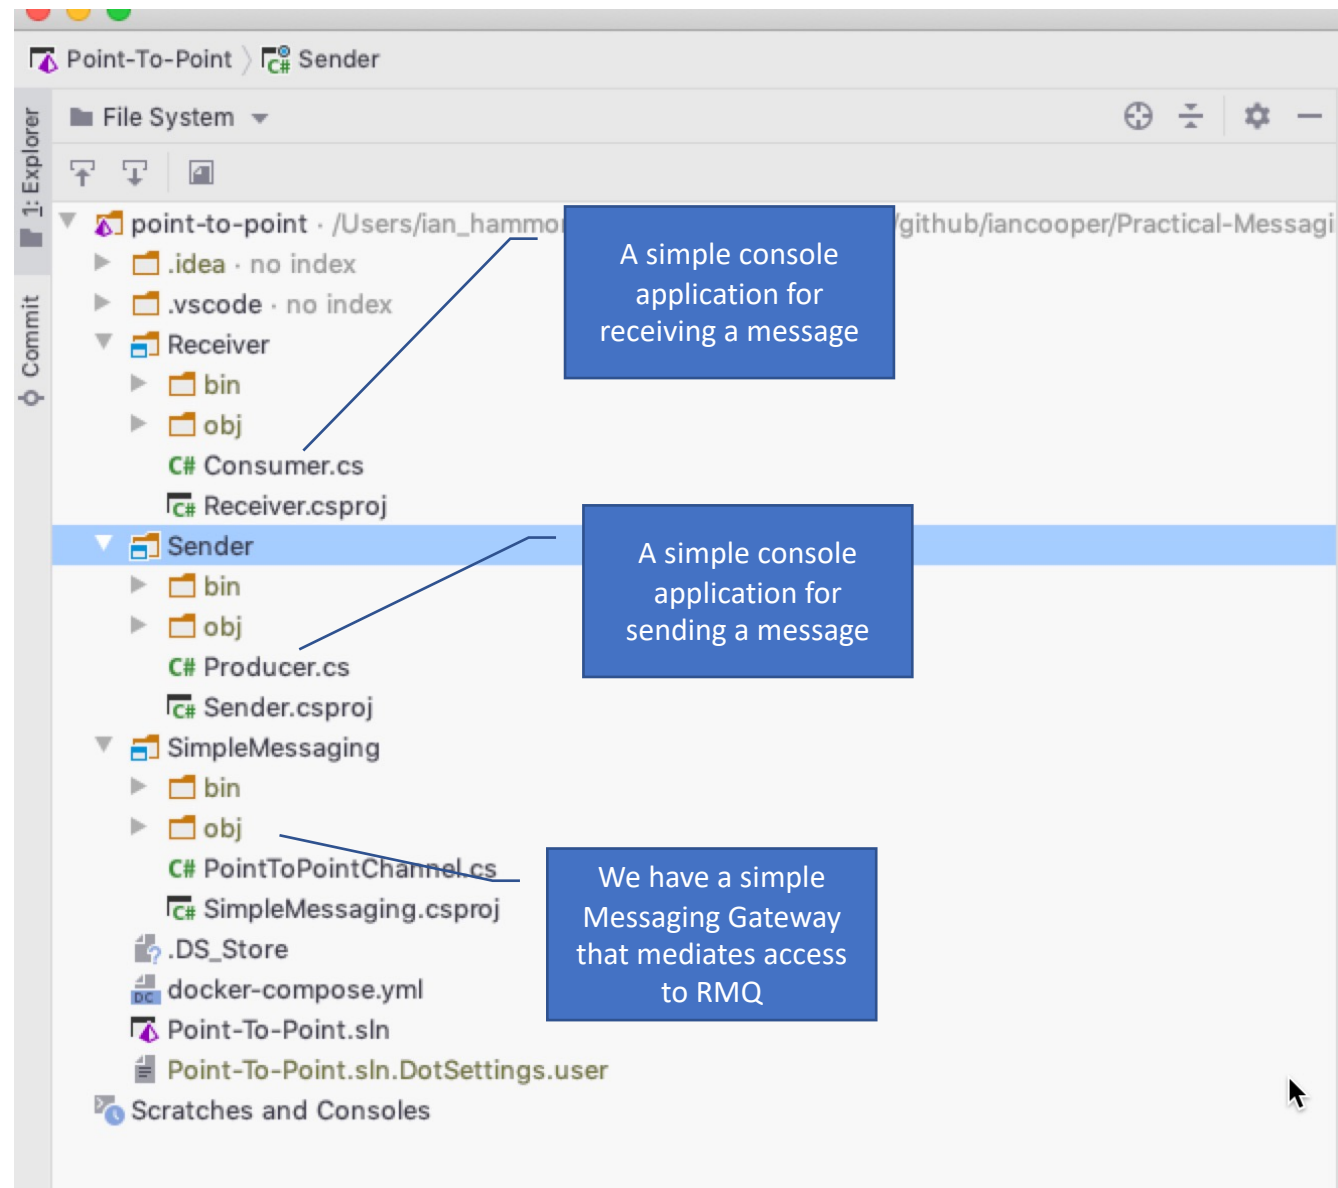 Point-To-Point Sender
1: Explorer
Commit
File System
point-to-point · /Users/ian_hammo /github/iancooper/Practical-Messagi
.idea · no index
.vscode · no index
Receiver
bin
obj
C# Consumer.cs
C# Receiver.csproj
Sender
bin
obj
C# Producer.cs
C# Sender.csproj
SimpleMessaging
bin
obj
C# PointToPointChannel.cs
C# SimpleMessaging.csproj
.DS_Store
DC docker-compose.yml
Point-To-Point.sln
Point-To-Point.sln.DotSettings.user
Scratches and Consoles
A simple console
application for
receiving a message
A simple console
application for
sending a message
We have a simple
Messaging Gateway
that mediates access
to RMQ